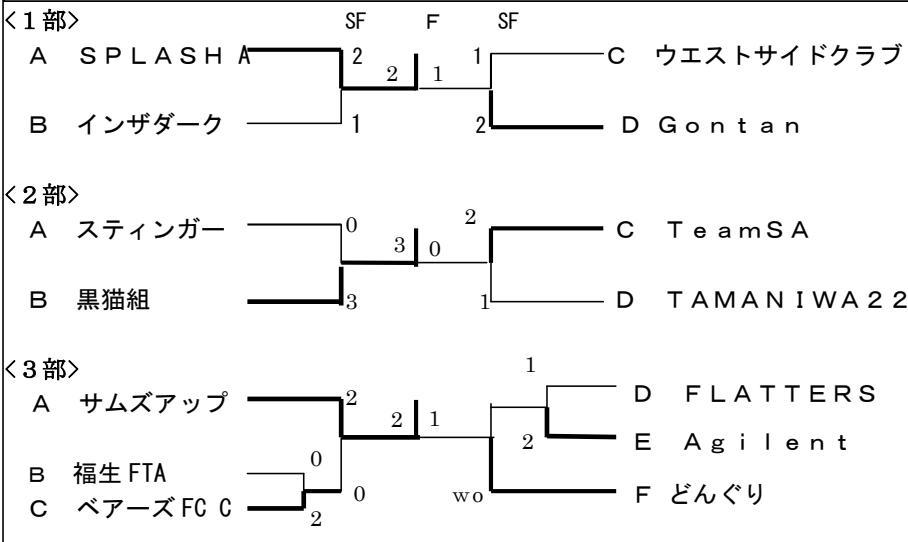 <１部> SF F SF
A SPLASH A 2 2 1 1 C ウエストサイドクラブ
B インザダーク 1 2 D Gontan
<２部>
A スティンガー 0 3 0 2 C TeamSA
B 黒猫組 3 1 D TAMANIWA22
<３部>
A サムズアップ 2 2 1 1 D FLATTERS
2 E Agilent
B 福生FTA 0
C ベアーズFC C 2 0 wo F どんぐり